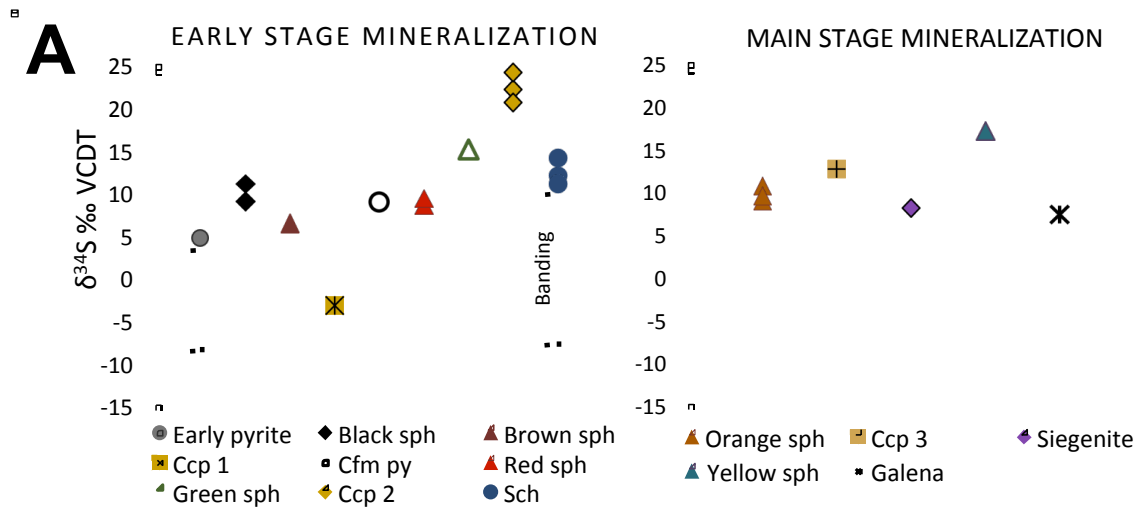 A
EARLY STAGE MINERALIZATION
MAIN STAGE MINERALIZATION
δ³⁴S ‰ VCDT
25
20
15
10
5
0
-5
-10
-15
Banding
25
20
15
10
5
0
-5
-10
-15
Early pyrite Black sph Brown sph
Ccp 1 Cfm py Red sph
Green sph Ccp 2 Sch
Orange sph Ccp 3 Siegenite
Yellow sph Galena